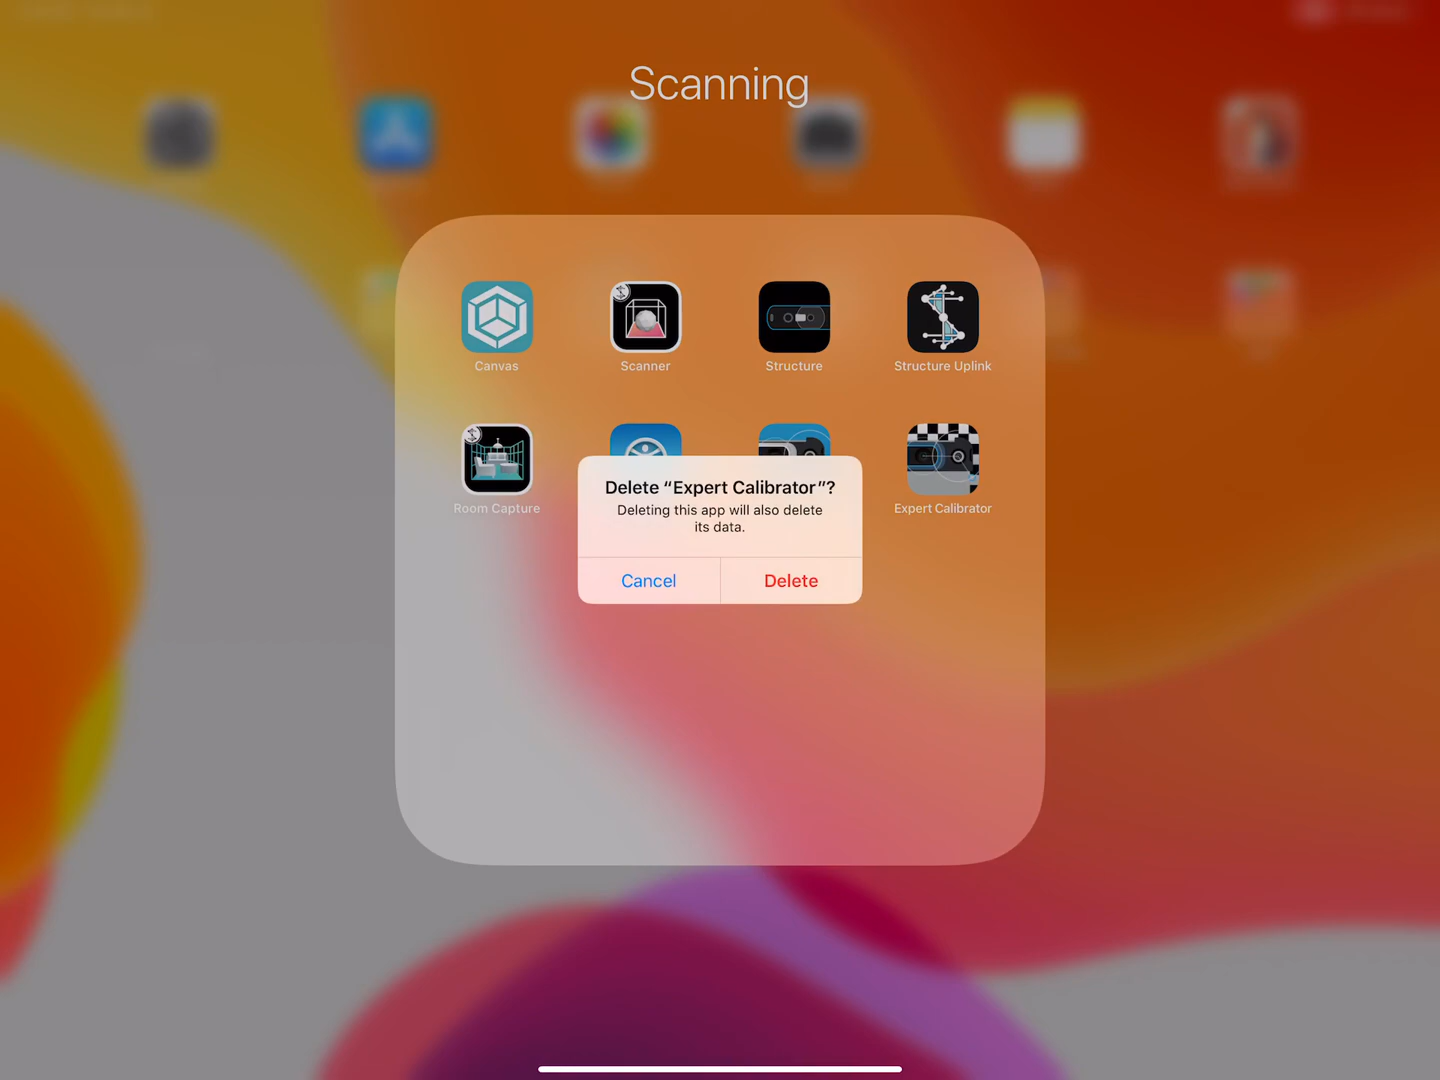 Scanning
Canvas
Scanner
Structure
Structure Uplink
Room Capture
Expert Calibrator
Delete “Expert Calibrator”?
Deleting this app will also delete
its data.
Cancel
Delete